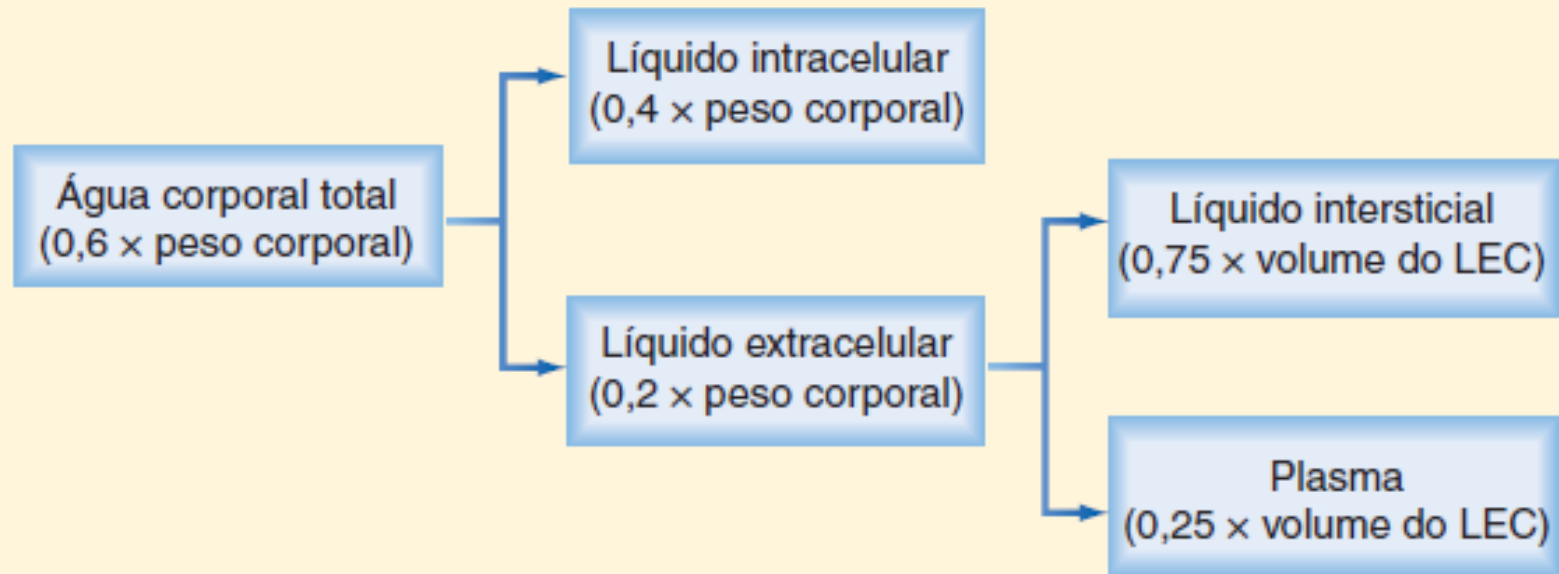 Líquido intracelular
(0,4 × peso corporal)
Água corporal total
(0,6 × peso corporal)
Líquido extracelular
(0,2 × peso corporal)
Líquido intersticial
(0,75 × volume do LEC)
Plasma
(0,25 × volume do LEC)